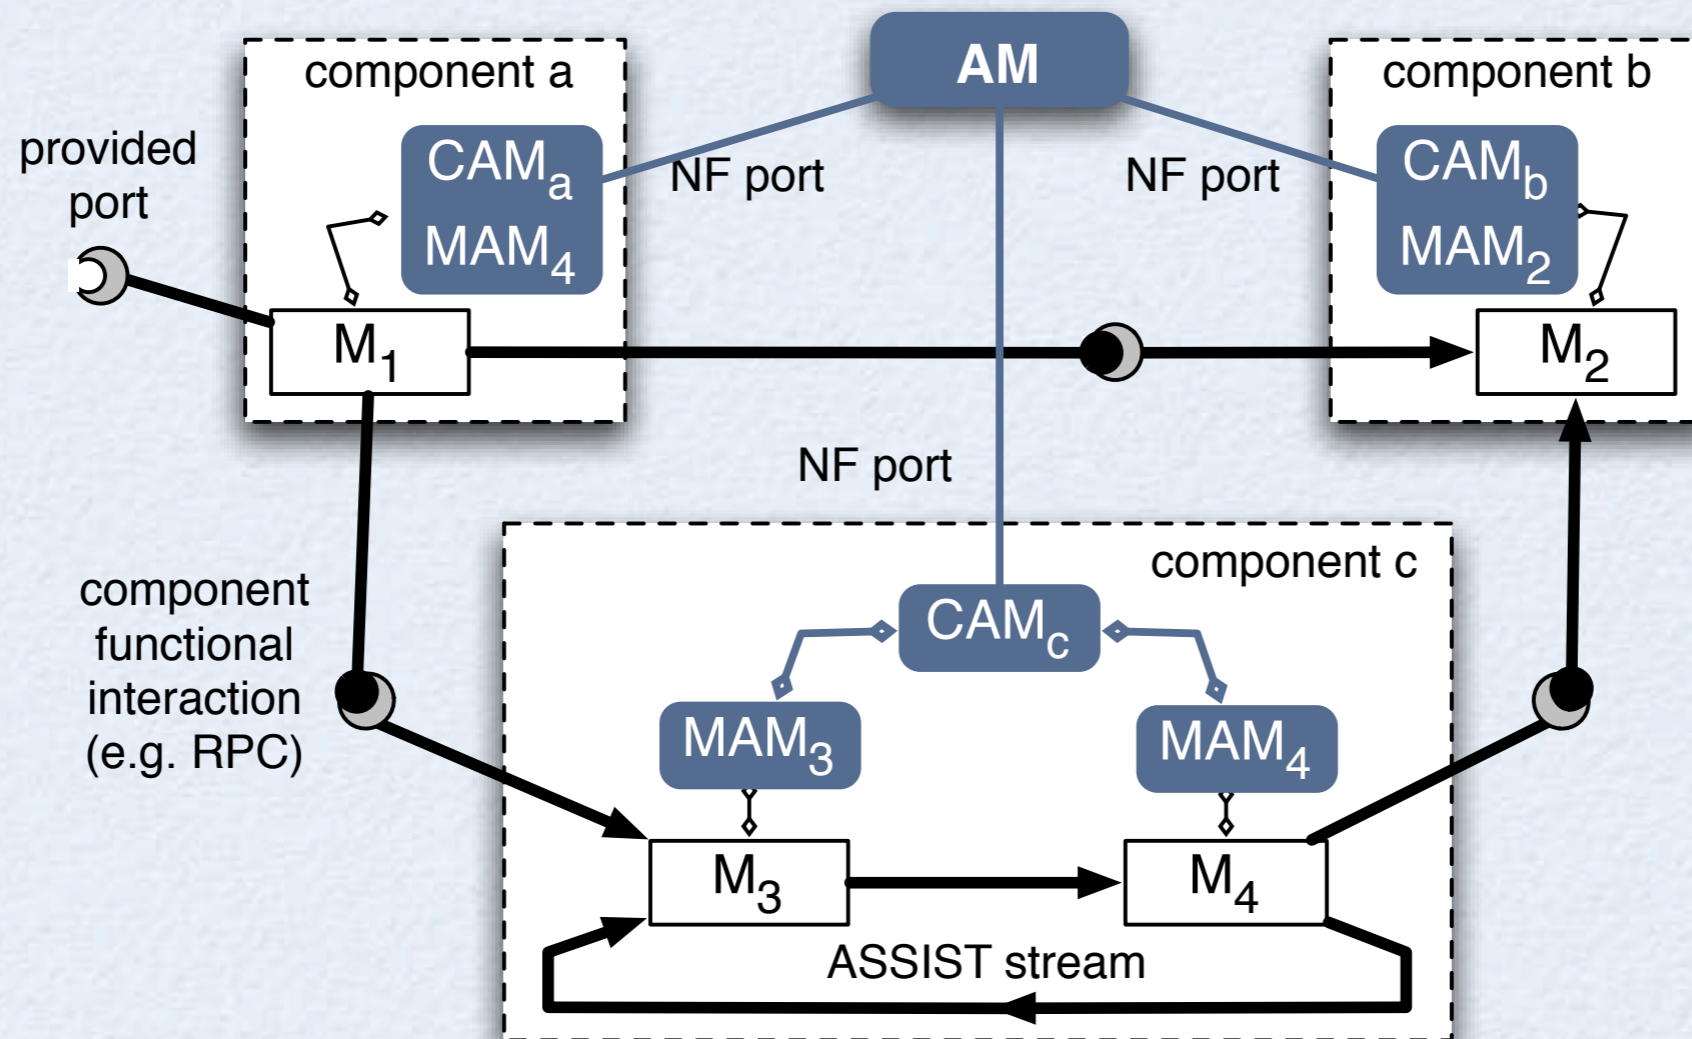 AM
component a
component b
provided
port
CAMa
MAM4
NF port
NF port
CAMb
MAM2
M1
M2
NF port
component c
component
functional
interaction
(e.g. RPC)
CAMc
MAM3
MAM4
M3
M4
ASSIST stream